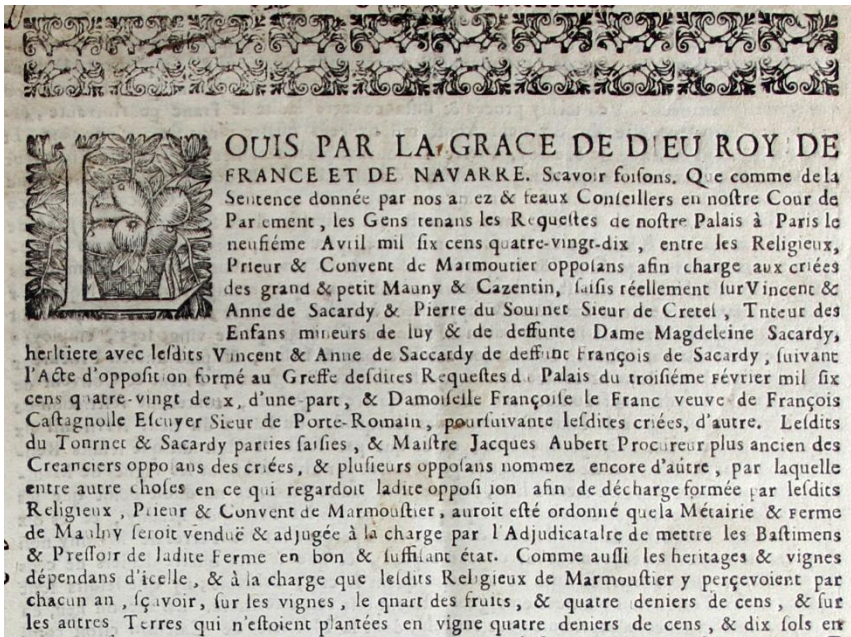 LOUIS PAR LA GRACE DE DIEU ROY DE
FRANCE ET DE NAVARRE. Scavoir foiſons. Que comme de la
Sentence donnée par nos amez & feaux Conſeillers en noſtre Cour de
Parlement, les Gens tenans les Requeſtes de noſtre Palais à Paris le
neufiéme Avril mil ſix cens quatre-vingt-dix, entre les Religieux,
Prieur & Convent de Marmoutier oppoſans afin charge aux criées
des grand & petit Mauny & Cazentin, ſaiſis réellement ſur Vincent &
Anne de Sacardy & Pierre du Sournet Sieur de Cretel, Tnteur des
Enfans mineurs de luy & de deffunte Dame Magdeleine Sacardy,
herltiere avec leſdits Vincent & Anne de Saccardy de deffunt François de Sacardy, ſuivant
l'Acte d'oppoſition formé au Greffe deſdites Requeſtes du Palais du troiſiéme Février mil ſix
cens quatre-vingt deux, d'une-part, & Damoiſelle Françoiſe le Franc veuve de François
Caſtagnolle Eſcuyer Sieur de Porte-Romain, pourſuivante leſdites criées, d'autre. Leſdits
du Tonrnet & Sacardy parties ſaiſies, & Maiſtre Jacques Aubert Procureur plus ancien des
Creanciers oppoſans des criées, & pluſieurs oppoſans nommez encore d'autre, par laquelle
entre autre choſes en ce qui regardoit ladite oppoſition afin de décharge formée par leſdits
Religieux, Prieur & Convent de Marmouſtier, auroit eſté ordonné que la Métairie & Ferme
de Maulny ſeroit venduë & adjugée à la charge par l'Adjudicataire de mettre les Baſtimens
& Preſſoir de ladite Ferme en bon & ſuffiſant état. Comme auſſi les heritages & vignes
dépendans d'icelle, & à la charge que leſdits Religieux de Marmouſtier y perçevoient par
chacun an, ſçavoir, ſur les vignes, le qnart des fruits, & quatre deniers de cens, & ſur
les autres Terres qui n'eſtoient plantées en vigne quatre deniers de cens, & dix ſols en